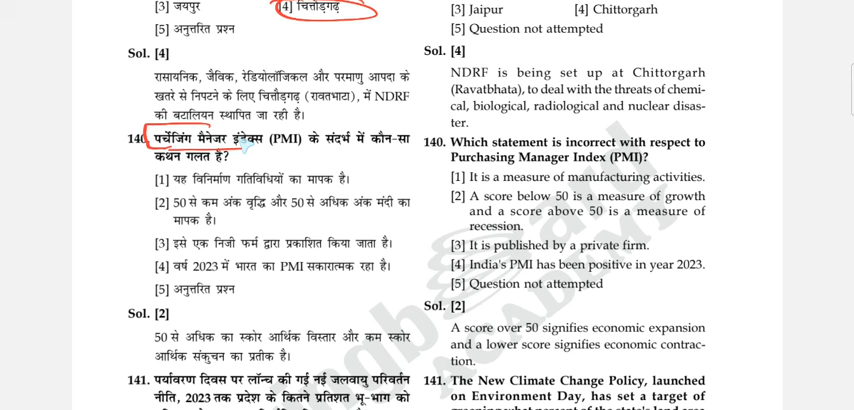 [3] जयपुर [4] चित्तौड़गढ़
[5] अनुत्तरित प्रश्न
Sol. [4]
रासायनिक, जैविक, रेडियोलॉजिकल और परमाणु आपदा के
खतरे से निपटने के लिए चित्तौड़गढ़ (रावतभाटा), में NDRF
की बटालियन स्थापित जा रही है।
140. पर्चेजिंग मैनेजर इंडेक्स (PMI) के संदर्भ में कौन-सा
कथन गलत है?
[1] यह विनिर्माण गतिविधियों का मापक है।
[2] 50 से कम अंक वृद्धि और 50 से अधिक अंक मंदी का
मापक है।
[3] इसे एक निजी फर्म द्वारा प्रकाशित किया जाता है।
[4] वर्ष 2023 में भारत का PMI सकारात्मक रहा है।
[5] अनुत्तरित प्रश्न
Sol. [2]
50 से अधिक का स्कोर आर्थिक विस्तार और कम स्कोर
आर्थिक संकुचन का प्रतीक है।
141. पर्यावरण दिवस पर लॉन्च की गई नई जलवायु परिवर्तन
नीति, 2023 तक प्रदेश के कितने प्रतिशत भू-भाग को
[3] Jaipur [4] Chittorgarh
[5] Question not attempted
Sol. [4]
NDRF is being set up at Chittorgarh
(Ravatbhata), to deal with the threats of chemi-
cal, biological, radiological and nuclear disas-
ter.
140. Which statement is incorrect with respect to
Purchasing Manager Index (PMI)?
[1] It is a measure of manufacturing activities.
[2] A score below 50 is a measure of growth
and a score above 50 is a measure of
recession.
[3] It is published by a private firm.
[4] India's PMI has been positive in year 2023.
[5] Question not attempted
Sol. [2]
A score over 50 signifies economic expansion
and a lower score signifies economic contrac-
tion.
141. The New Climate Change Policy, launched
on Environment Day, has set a target of
greening what percent of the state's land area
ACADEMY